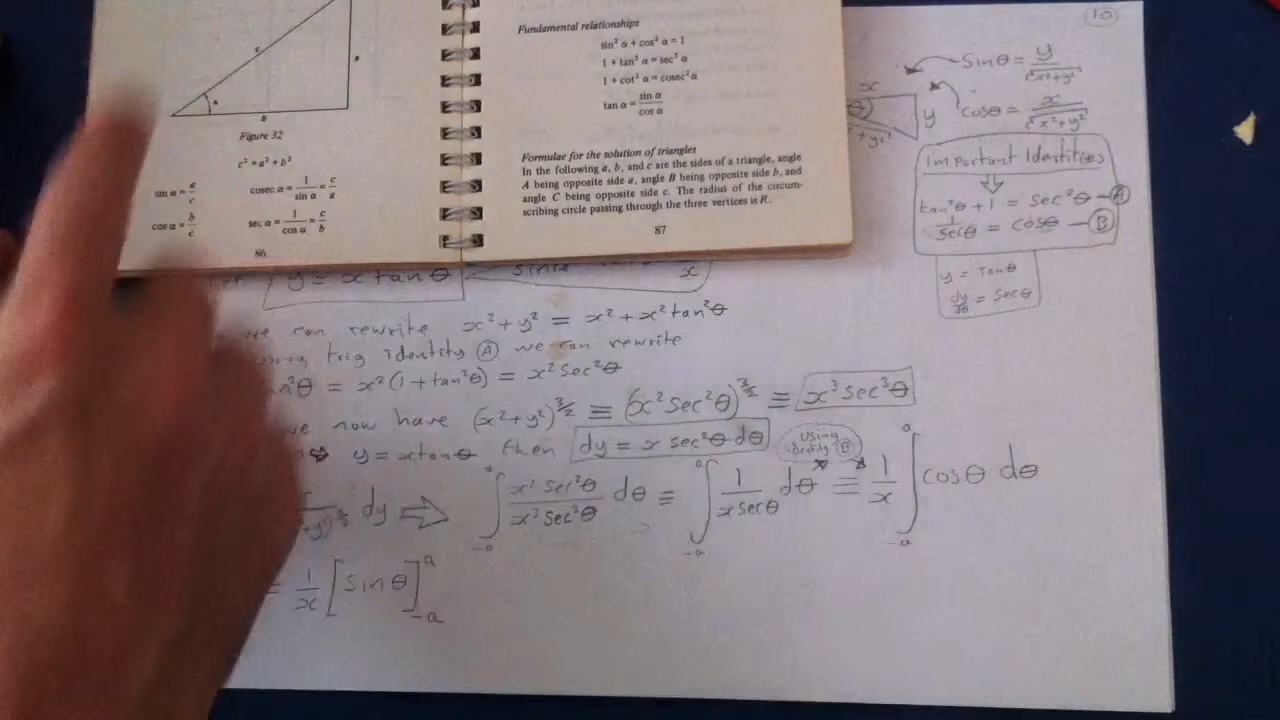 c
a
b
Figure 32
c² = a² + b²
sin α = a/c
cosec α = 1/sin α = c/a
cos α = b/c
sec α = 1/cos α = c/b
86
Fundamental relationships
sin² α + cos² α = 1
1 + tan² α = sec² α
1 + cot² α = cosec² α
tan α = sin α/cos α
Formulae for the solution of triangles
In the following a, b, and c are the sides of a triangle, angle
A being opposite side a, angle B being opposite side b, and
angle C being opposite side c. The radius of the circum-
scribing circle passing through the three vertices is R.
87
10
Sinθ = y/√x²+y²
x
y
cosθ = x/√x²+y²
Important Identities
tan²θ + 1 = sec²θ — A
1/secθ = cosθ — B
y = Tanθ
dy/dθ = secθ
y = x tanθ
since
x
we can rewrite x² + y² = x² + x² tan²θ
trig identity A we can rewrite
n²θ = x²(1 + tan²θ) = x² sec²θ
now have (x² + y²)^3/2 ≡ (x² sec²θ)^3/2 ≡ x³ sec³θ
y = x tanθ then dy = x sec²θ dθ
Using identity B
dy ⇒ ∫ᵃ₋ₐ x² sec²θ/x³ sec³θ dθ ≡ ∫ᵃ₋ₐ 1/x secθ dθ ≡ 1/x ∫ᵃ₋ₐ cosθ dθ
= 1/x [sinθ]ᵃ₋ₐ